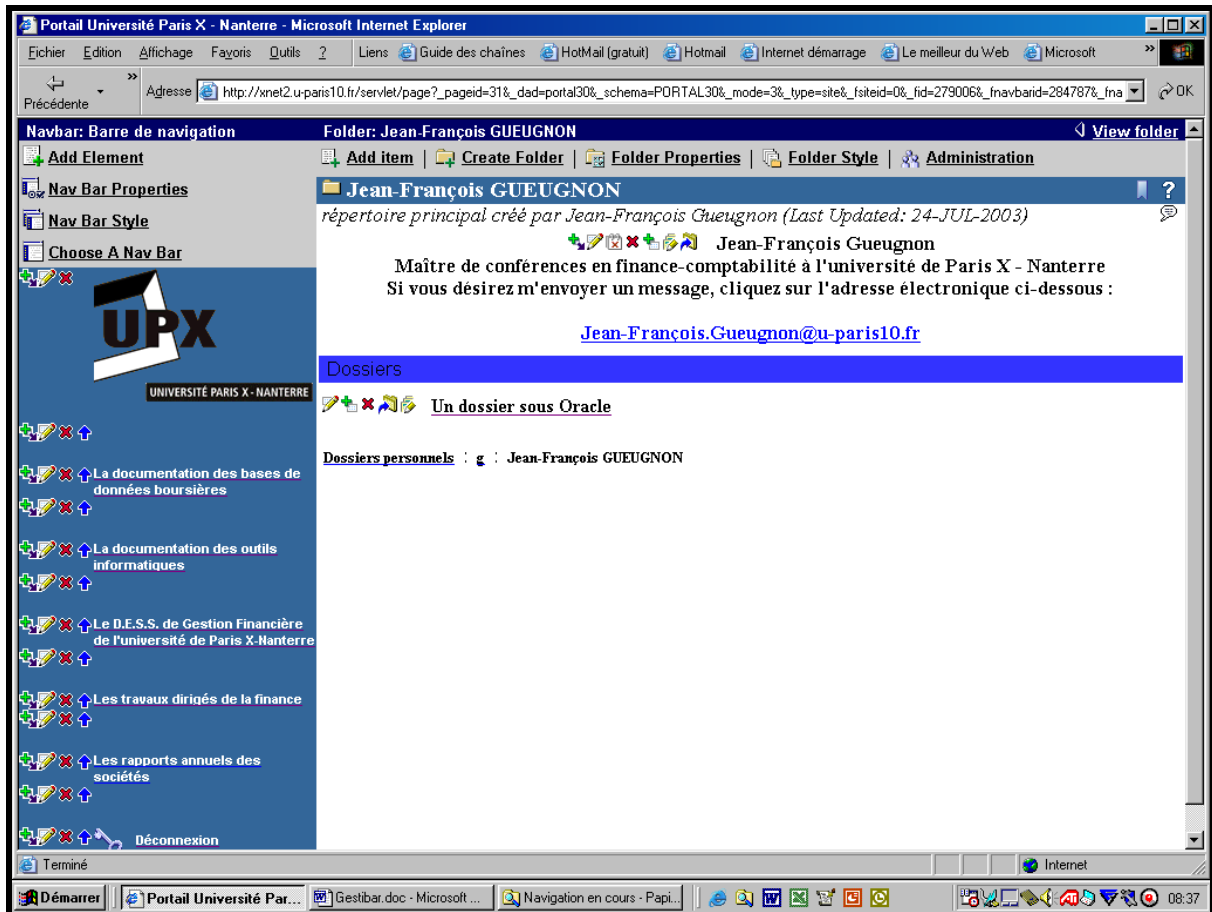 Portail Université Paris X - Nanterre - Microsoft Internet Explorer
Fichier Edition Affichage Favoris Outils ? Liens Guide des chaînes HotMail (gratuit) Hotmail Internet démarrage Le meilleur du Web Microsoft »
Précédente » Adresse http://xnet2.u-paris10.fr/servlet/page?_pageid=31&_dad=portal30&_schema=PORTAL30&_mode=3&_type=site&_fsiteid=0&_fid=279006&_fnavbarid=284787&_fna OK
Navbar: Barre de navigation
Add Element
Nav Bar Properties
Nav Bar Style
Choose A Nav Bar
UPX
UNIVERSITÉ PARIS X - NANTERRE
La documentation des bases de
données boursières
La documentation des outils
informatiques
Le D.E.S.S. de Gestion Financière
de l'université de Paris X-Nanterre
Les travaux dirigés de la finance
Les rapports annuels des
sociétés
Déconnexion
Folder: Jean-François GUEUGNON View folder
Add item | Create Folder | Folder Properties | Folder Style | Administration
Jean-François GUEUGNON ?
répertoire principal créé par Jean-François Gueugnon (Last Updated: 24-JUL-2003)
Jean-François Gueugnon
Maître de conférences en finance-comptabilité à l'université de Paris X - Nanterre
Si vous désirez m'envoyer un message, cliquez sur l'adresse électronique ci-dessous :
Jean-François.Gueugnon@u-paris10.fr
Dossiers
Un dossier sous Oracle
Dossiers personnels : g : Jean-François GUEUGNON
Terminé Internet
Démarrer Portail Université Par... Gestibar.doc - Microsoft ... Navigation en cours - Papi... 08:37